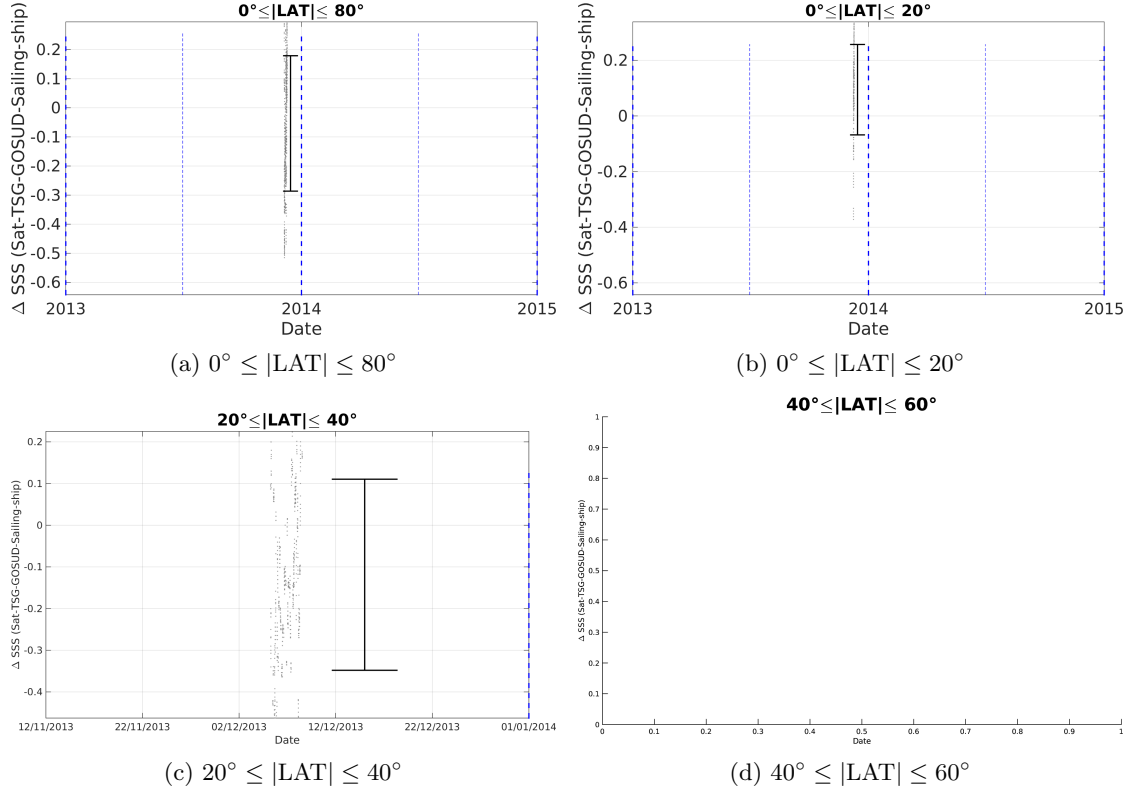 0°≤|LAT|≤ 80°
Δ SSS (Sat-TSG-GOSUD-Sailing-ship)
0.2
0.1
0
-0.1
-0.2
-0.3
-0.4
-0.5
-0.6
2013 2014 2015
Date
(a) 0° ≤ |LAT| ≤ 80°
0°≤|LAT|≤ 20°
Δ SSS (Sat-TSG-GOSUD-Sailing-ship)
0.2
0
-0.2
-0.4
-0.6
2013 2014 2015
Date
(b) 0° ≤ |LAT| ≤ 20°
20°≤|LAT|≤ 40°
Δ SSS (Sat-TSG-GOSUD-Sailing-ship)
0.2
0.1
0
-0.1
-0.2
-0.3
-0.4
12/11/2013 22/11/2013 02/12/2013 12/12/2013 22/12/2013 01/01/2014
Date
(c) 20° ≤ |LAT| ≤ 40°
40°≤|LAT|≤ 60°
Δ SSS (Sat-TSG-GOSUD-Sailing-ship)
1
0.9
0.8
0.7
0.6
0.5
0.4
0.3
0.2
0.1
0
0 0.1 0.2 0.3 0.4 0.5 0.6 0.7 0.8 0.9 1
Date
(d) 40° ≤ |LAT| ≤ 60°